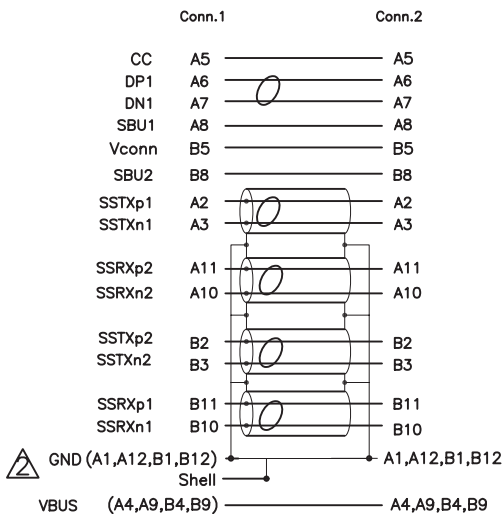 Conn.1 Conn.2
CC A5 A5
DP1 A6 A6
DN1 A7 A7
SBU1 A8 A8
Vconn B5 B5
SBU2 B8 B8
SSTXp1 A2 A2
SSTXn1 A3 A3
SSRXp2 A11 A11
SSRXn2 A10 A10
SSTXp2 B2 B2
SSTXn2 B3 B3
SSRXp1 B11 B11
SSRXn1 B10 B10
2 GND (A1,A12,B1,B12) A1,A12,B1,B12
Shell
VBUS (A4,A9,B4,B9) A4,A9,B4,B9